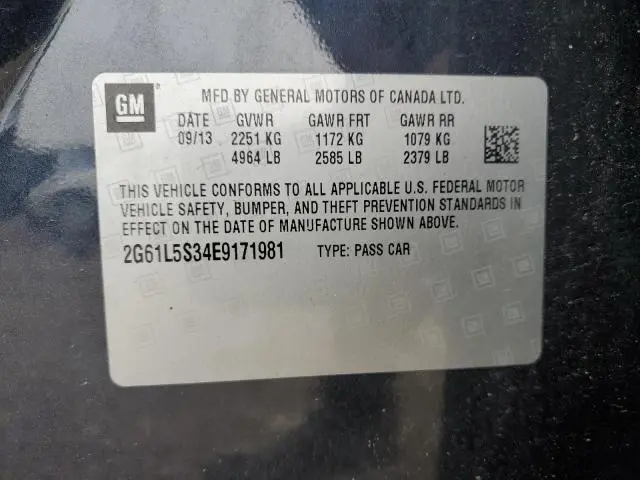 GM
MFD BY GENERAL MOTORS OF CANADA LTD.
DATE GVWR GAWR FRT GAWR RR
09/13 2251 KG 1172 KG 1079 KG
4964 LB 2585 LB 2379 LB
THIS VEHICLE CONFORMS TO ALL APPLICABLE U.S. FEDERAL MOTOR
VEHICLE SAFETY, BUMPER, AND THEFT PREVENTION STANDARDS IN
EFFECT ON THE DATE OF MANUFACTURE SHOWN ABOVE.
2G61L5S34E9171981 TYPE: PASS CAR